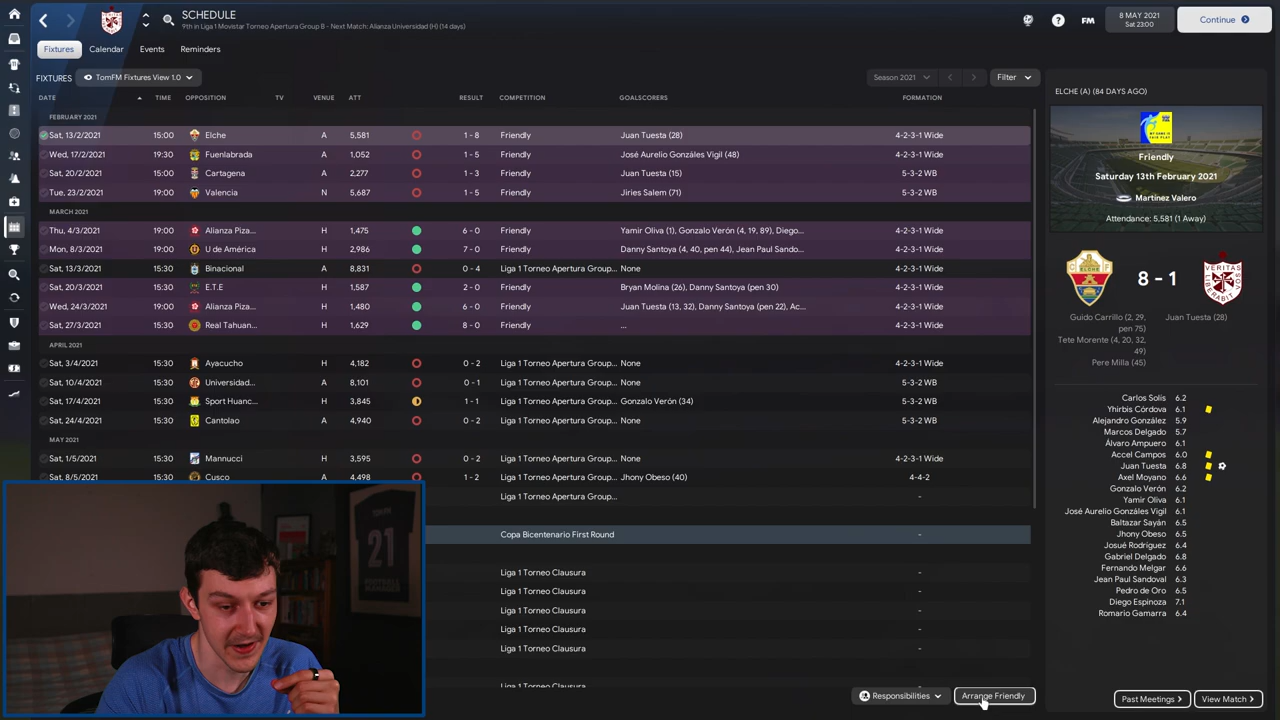 SCHEDULE
9th in Liga 1 Movistar Torneo Apertura Group B - Next Match: Alianza Universidad (H) (14 days)
FM
8 MAY 2021
Sat 23:00
Continue
Fixtures Calendar Events Reminders
FIXTURES TomFM Fixtures View 1.0 Season 2021 Filter
DATE TIME OPPOSITION TV VENUE ATT RESULT COMPETITION GOALSCORERS FORMATION
FEBRUARY 2021
Sat, 13/2/2021 15:00 Elche A 5,581 1 - 8 Friendly Juan Tuesta (28) 4-2-3-1 Wide
Wed, 17/2/2021 19:30 Fuenlabrada A 1,052 1 - 5 Friendly José Aurelio Gonzáles Vigil (48) 4-2-3-1 Wide
Sat, 20/2/2021 15:00 Cartagena A 2,277 1 - 3 Friendly Juan Tuesta (15) 5-3-2 WB
Tue, 23/2/2021 19:00 Valencia N 5,687 1 - 5 Friendly Jiries Salem (71) 5-3-2 WB
MARCH 2021
Thu, 4/3/2021 19:00 Alianza Piza... H 1,475 6 - 0 Friendly Yamir Oliva (1), Gonzalo Verón (4, 19, 89), Diego... 4-2-3-1 Wide
Mon, 8/3/2021 19:00 U de América H 2,986 7 - 0 Friendly Danny Santoya (4, 40, pen 44), Jean Paul Sando... 4-2-3-1 Wide
Sat, 13/3/2021 15:30 Binacional A 8,831 0 - 4 Liga 1 Torneo Apertura Group... None 4-2-3-1 Wide
Sat, 20/3/2021 15:30 E.T.E H 1,587 2 - 0 Friendly Bryan Molina (26), Danny Santoya (pen 30) 4-2-3-1 Wide
Wed, 24/3/2021 19:00 Alianza Piza... H 1,480 6 - 0 Friendly Juan Tuesta (13, 32), Danny Santoya (pen 22), Ac... 4-2-3-1 Wide
Sat, 27/3/2021 15:30 Real Tahuan... H 1,629 8 - 0 Friendly ... 4-2-3-1 Wide
APRIL 2021
Sat, 3/4/2021 15:30 Ayacucho H 4,182 0 - 2 Liga 1 Torneo Apertura Group... None 4-2-3-1 Wide
Sat, 10/4/2021 15:30 Universidad... A 8,101 0 - 1 Liga 1 Torneo Apertura Group... None 5-3-2 WB
Sat, 17/4/2021 15:30 Sport Huanc... H 3,845 1 - 1 Liga 1 Torneo Apertura Group... Gonzalo Verón (34) 5-3-2 WB
Sat, 24/4/2021 15:30 Cantolao A 4,940 0 - 2 Liga 1 Torneo Apertura Group... None 5-3-2 WB
MAY 2021
Sat, 1/5/2021 15:30 Mannucci H 3,595 0 - 2 Liga 1 Torneo Apertura Group... None 4-2-3-1 Wide
Sat, 8/5/2021 15:30 Cusco A 4,498 1 - 2 Liga 1 Torneo Apertura Group... Jhony Obeso (40) 4-4-2
Liga 1 Torneo Apertura Group... -
Copa Bicentenario First Round -
Liga 1 Torneo Clausura -
Liga 1 Torneo Clausura -
Liga 1 Torneo Clausura -
Liga 1 Torneo Clausura -
Liga 1 Torneo Clausura -
Liga 1 Torneo Clausura -
Responsibilities Arrange Friendly
21
FOOTBALL
MANAGER
ELCHE (A) (84 DAYS AGO)
Friendly
Saturday 13th February 2021
Martínez Valero
Attendance: 5,581 (1 Away)
VERITAS
LIBERABIT VOS
8 - 1
Guido Carrillo (2, 29, pen 75)
Tete Morente (4, 20, 32, 49)
Pere Milla (45)
Juan Tuesta (28)
Carlos Solís 6.2
Yhirbis Córdova 6.1
Alejandro González 5.9
Marcos Delgado 5.7
Álvaro Ampuero 6.1
Accel Campos 6.0
Juan Tuesta 6.8
Axel Moyano 6.6
Gonzalo Verón 6.2
Yamir Oliva 6.1
José Aurelio Gonzáles Vigil 6.1
Baltazar Sayán 6.5
Jhony Obeso 6.5
Josué Rodríguez 6.4
Gabriel Delgado 6.8
Fernando Melgar 6.6
Jean Paul Sandoval 6.3
Pedro de Oro 6.5
Diego Espinoza 7.1
Romario Gamarra 6.4
Past Meetings View Match